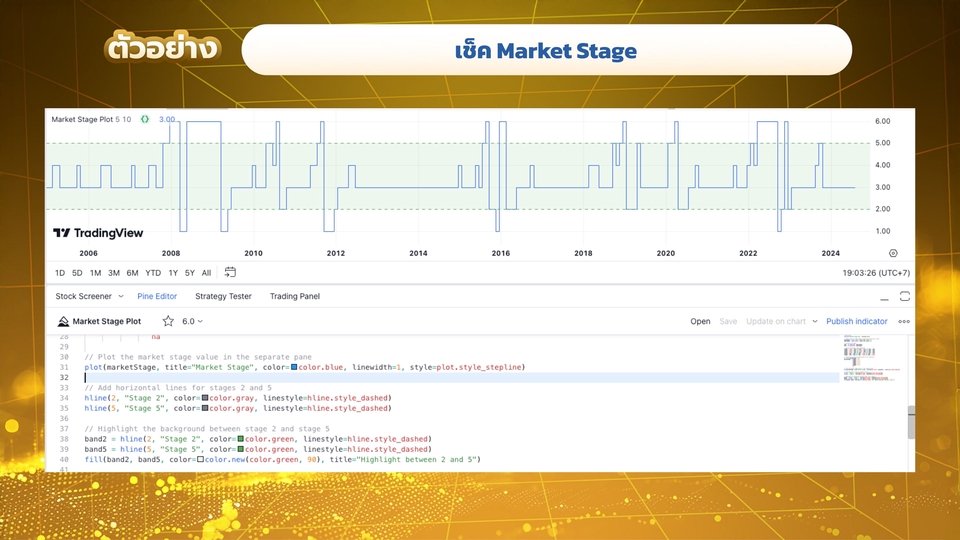 ตัวอย่าง
เช็ค Market Stage
Market Stage Plot 5 10 {} 3.00
6.00
5.00
4.00
3.00
2.00
1.00
TradingView
2006 2008 2010 2012 2014 2016 2018 2020 2022 2024
1D 5D 1M 3M 6M YTD 1Y 5Y All 19:03:26 (UTC+7)
Stock Screener Pine Editor Strategy Tester Trading Panel
Market Stage Plot 6.0 Open Save Update on chart Publish indicator
28 na
29
30 // Plot the market stage value in the separate pane
31 plot(marketStage, title="Market Stage", color=color.blue, linewidth=1, style=plot.style_stepline)
32
33 // Add horizontal lines for stages 2 and 5
34 hline(2, "Stage 2", color=color.gray, linestyle=hline.style_dashed)
35 hline(5, "Stage 5", color=color.gray, linestyle=hline.style_dashed)
36
37 // Highlight the background between stage 2 and stage 5
38 band2 = hline(2, "Stage 2", color=color.green, linestyle=hline.style_dashed)
39 band5 = hline(5, "Stage 5", color=color.green, linestyle=hline.style_dashed)
40 fill(band2, band5, color=color.new(color.green, 90), title="Highlight between 2 and 5")
41